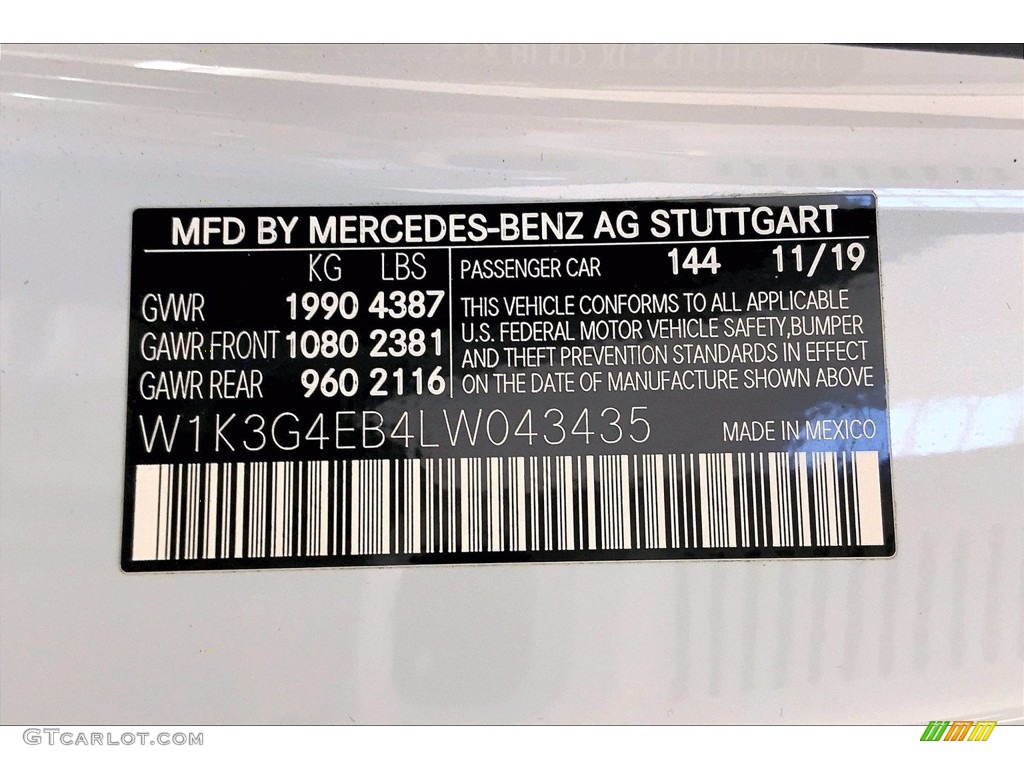 MFD BY MERCEDES-BENZ AG STUTTGART
KG LBS
GVWR 1990 4387
GAWR FRONT 1080 2381
GAWR REAR 960 2116
PASSENGER CAR 144 11/19
THIS VEHICLE CONFORMS TO ALL APPLICABLE
U.S. FEDERAL MOTOR VEHICLE SAFETY,BUMPER
AND THEFT PREVENTION STANDARDS IN EFFECT
ON THE DATE OF MANUFACTURE SHOWN ABOVE
W1K3G4EB4LW043435 MADE IN MEXICO
GTCARLOT.COM